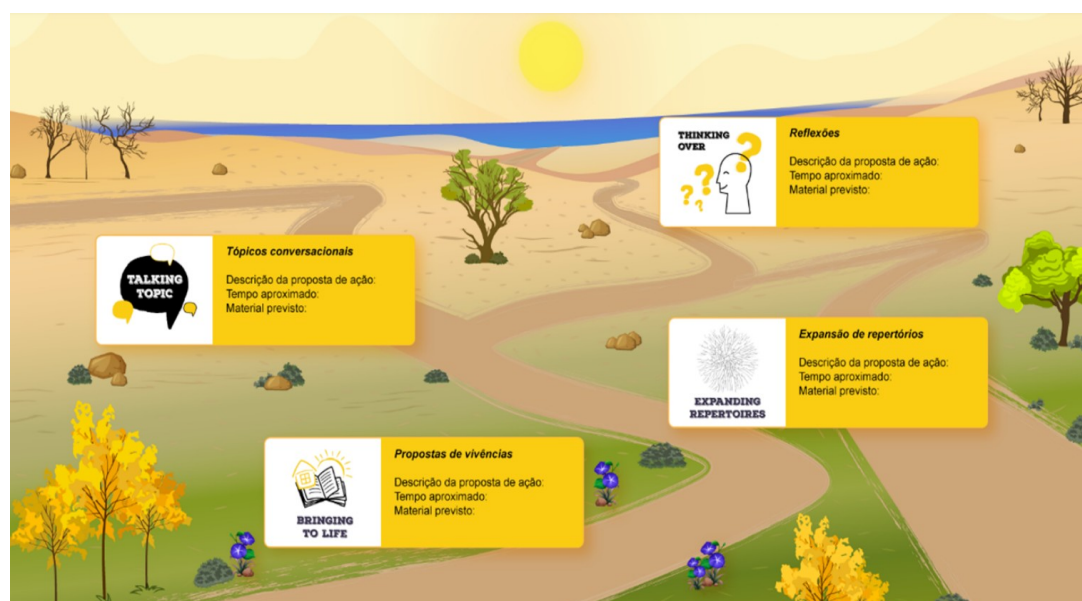 THINKING
OVER
Reflexões
Descrição da proposta de ação:
Tempo aproximado:
Material previsto:
TALKING
TOPIC
Tópicos conversacionais
Descrição da proposta de ação:
Tempo aproximado:
Material previsto:
EXPANDING
REPERTOIRES
Expansão de repertórios
Descrição da proposta de ação:
Tempo aproximado:
Material previsto:
BRINGING
TO LIFE
Propostas de vivências
Descrição da proposta de ação:
Tempo aproximado:
Material previsto: